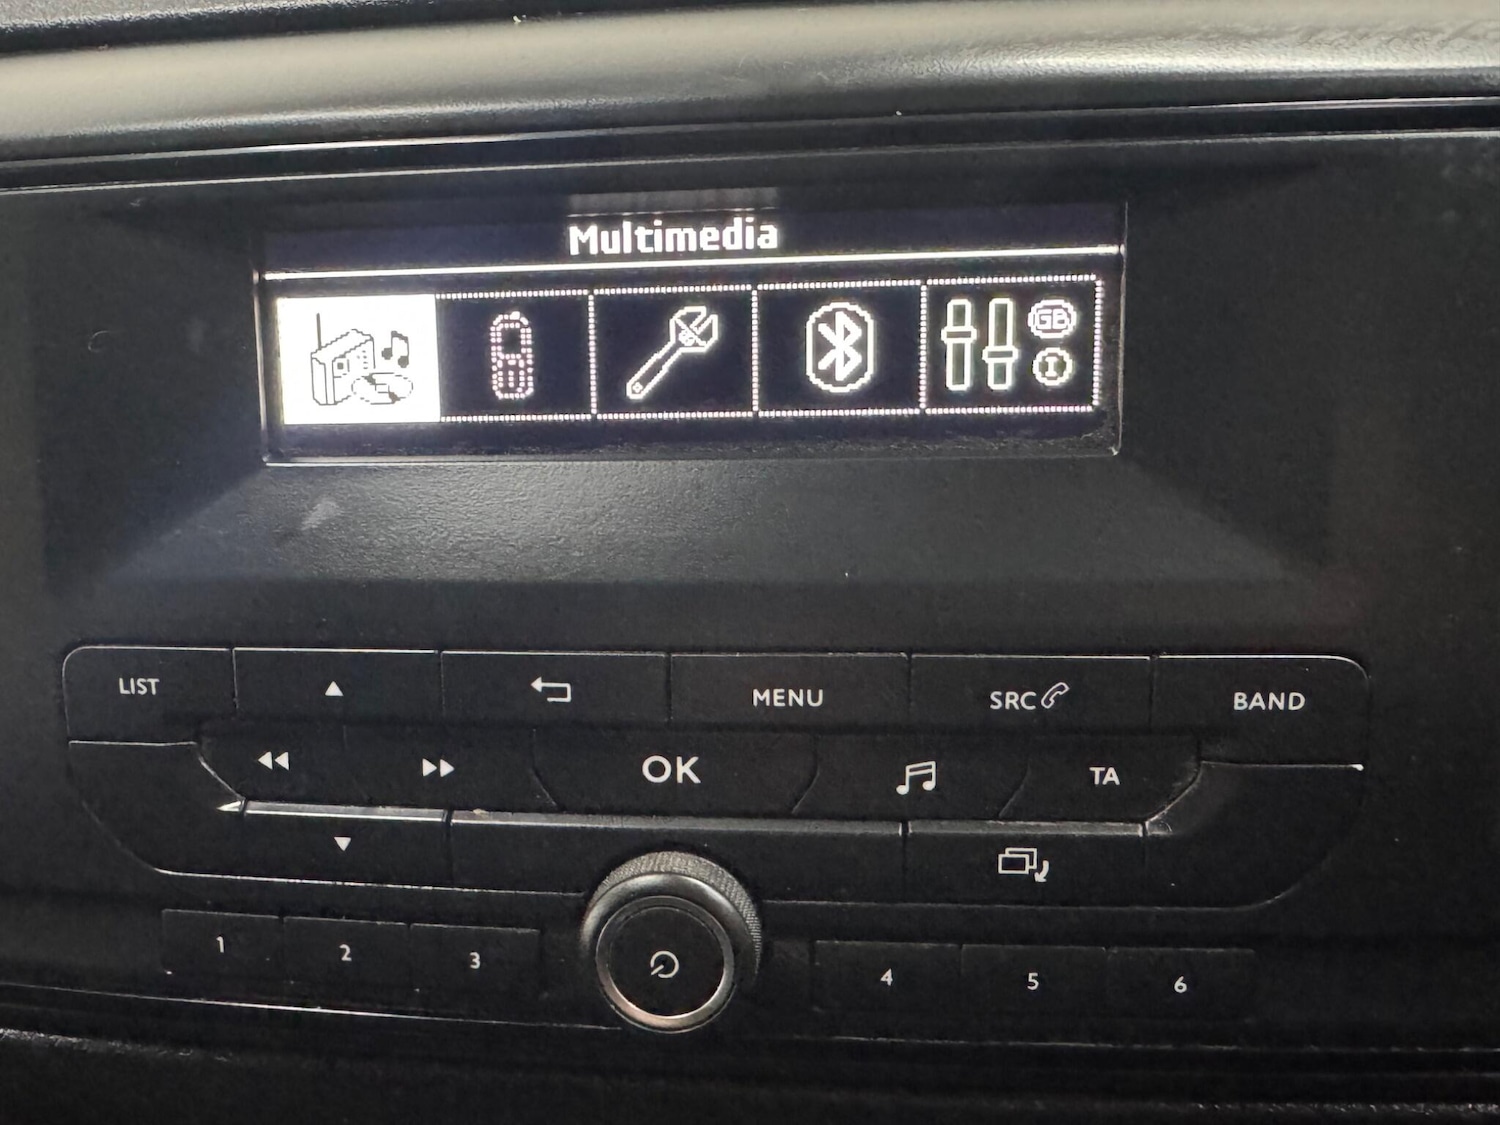 Multimedia
GB
I
LIST
MENU
SRC
BAND
OK
TA
1 2 3 4 5 6